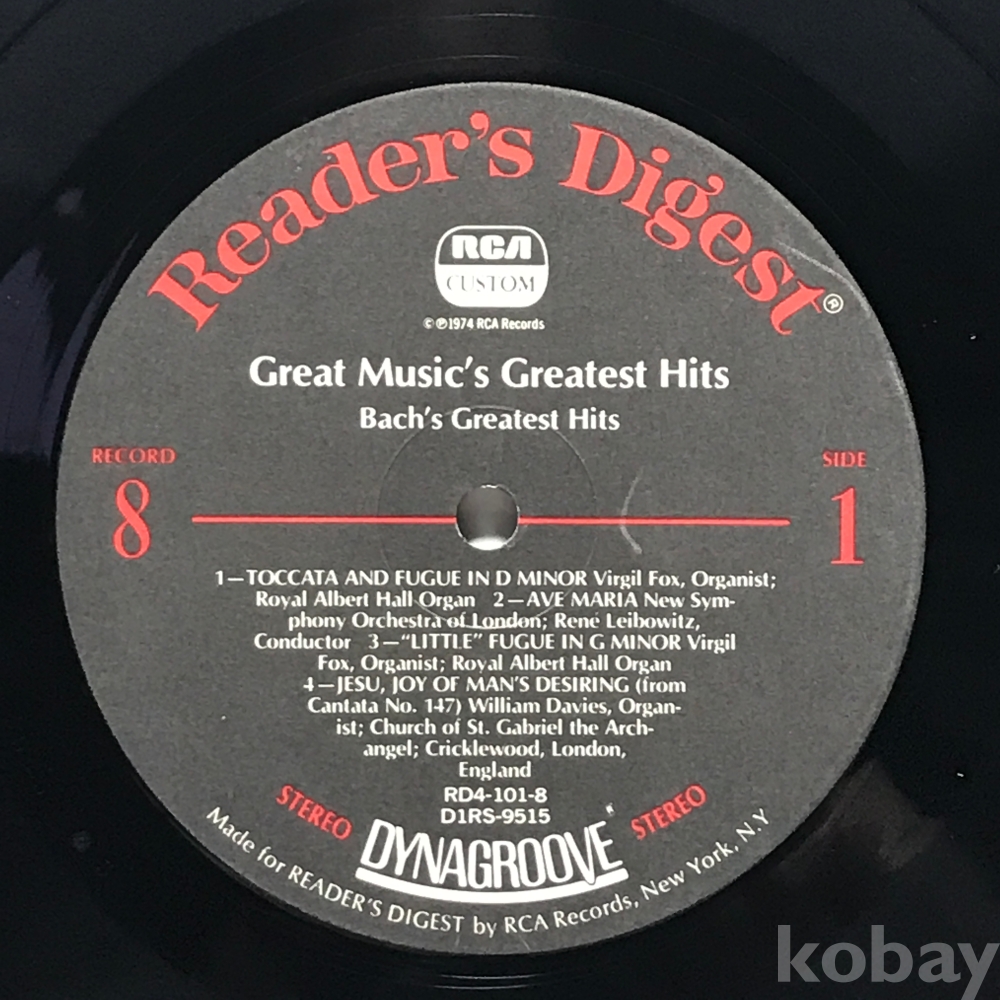 Reader's Digest®
RCA
CUSTOM
© ℗ 1974 RCA Records
Great Music's Greatest Hits
Bach's Greatest Hits
RECORD
8
SIDE
1
1—TOCCATA AND FUGUE IN D MINOR Virgil Fox, Organist;
Royal Albert Hall Organ 2—AVE MARIA New Sym-
phony Orchestra of London; René Leibowitz,
Conductor 3—"LITTLE" FUGUE IN G MINOR Virgil
Fox, Organist; Royal Albert Hall Organ
4—JESU, JOY OF MAN'S DESIRING (from
Cantata No. 147) William Davies, Organ-
ist; Church of St. Gabriel the Arch-
angel; Cricklewood, London,
England
RD4-101-8
D1RS-9515
STEREO
DYNAGROOVE
STEREO
Made for READER'S DIGEST by RCA Records, New York, N.Y
kobay